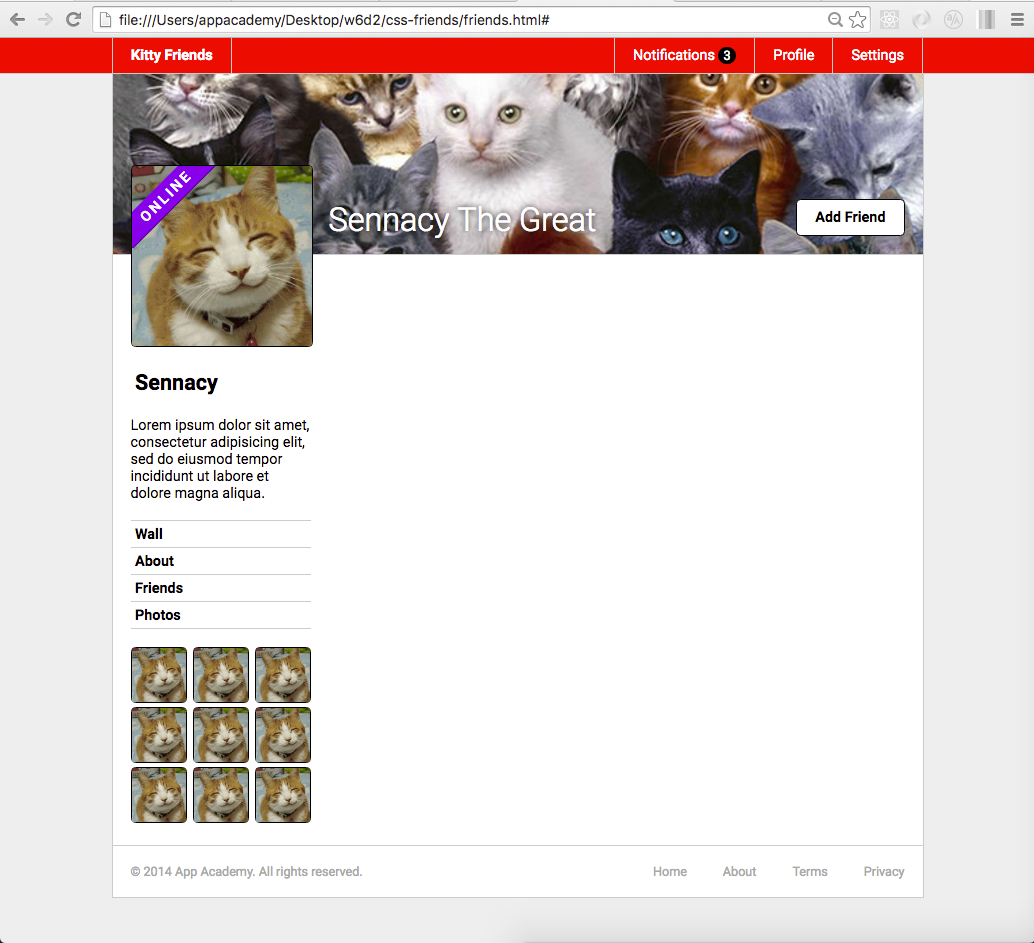 file:///Users/appacademy/Desktop/w6d2/css-friends/friends.html#
Kitty Friends
Notifications 3
Profile
Settings
ONLINE
Sennacy The Great
Add Friend
Sennacy
Lorem ipsum dolor sit amet,
consectetur adipisicing elit,
sed do eiusmod tempor
incididunt ut labore et
dolore magna aliqua.
Wall
About
Friends
Photos
© 2014 App Academy. All rights reserved.
Home
About
Terms
Privacy